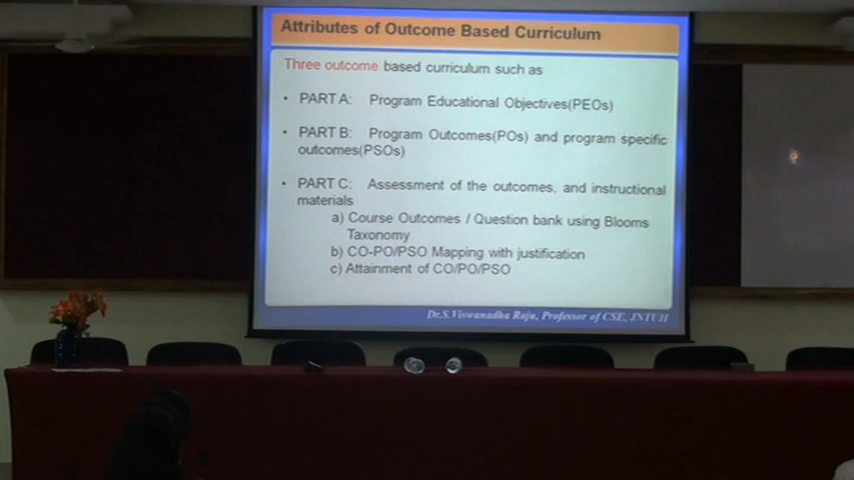 Attributes of Outcome Based Curriculum
Three outcome based curriculum such as
• PART A: Program Educational Objectives(PEOs)
• PART B: Program Outcomes(POs) and program specific
outcomes(PSOs)
• PART C: Assessment of the outcomes, and instructional
materials
a) Course Outcomes / Question bank using Blooms
Taxonomy
b) CO-PO/PSO Mapping with justification
c) Attainment of CO/PO/PSO
Dr.S.Viswanadha Raju, Professor of CSE, JNTUH